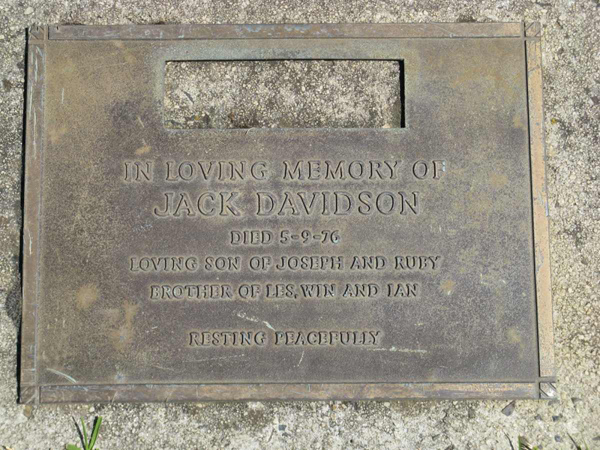 IN LOVING MEMORY OF
JACK DAVIDSON
DIED 5-9-76
LOVING SON OF JOSEPH AND RUBY
BROTHER OF LES, WIN AND IAN
RESTING PEACEFULLY